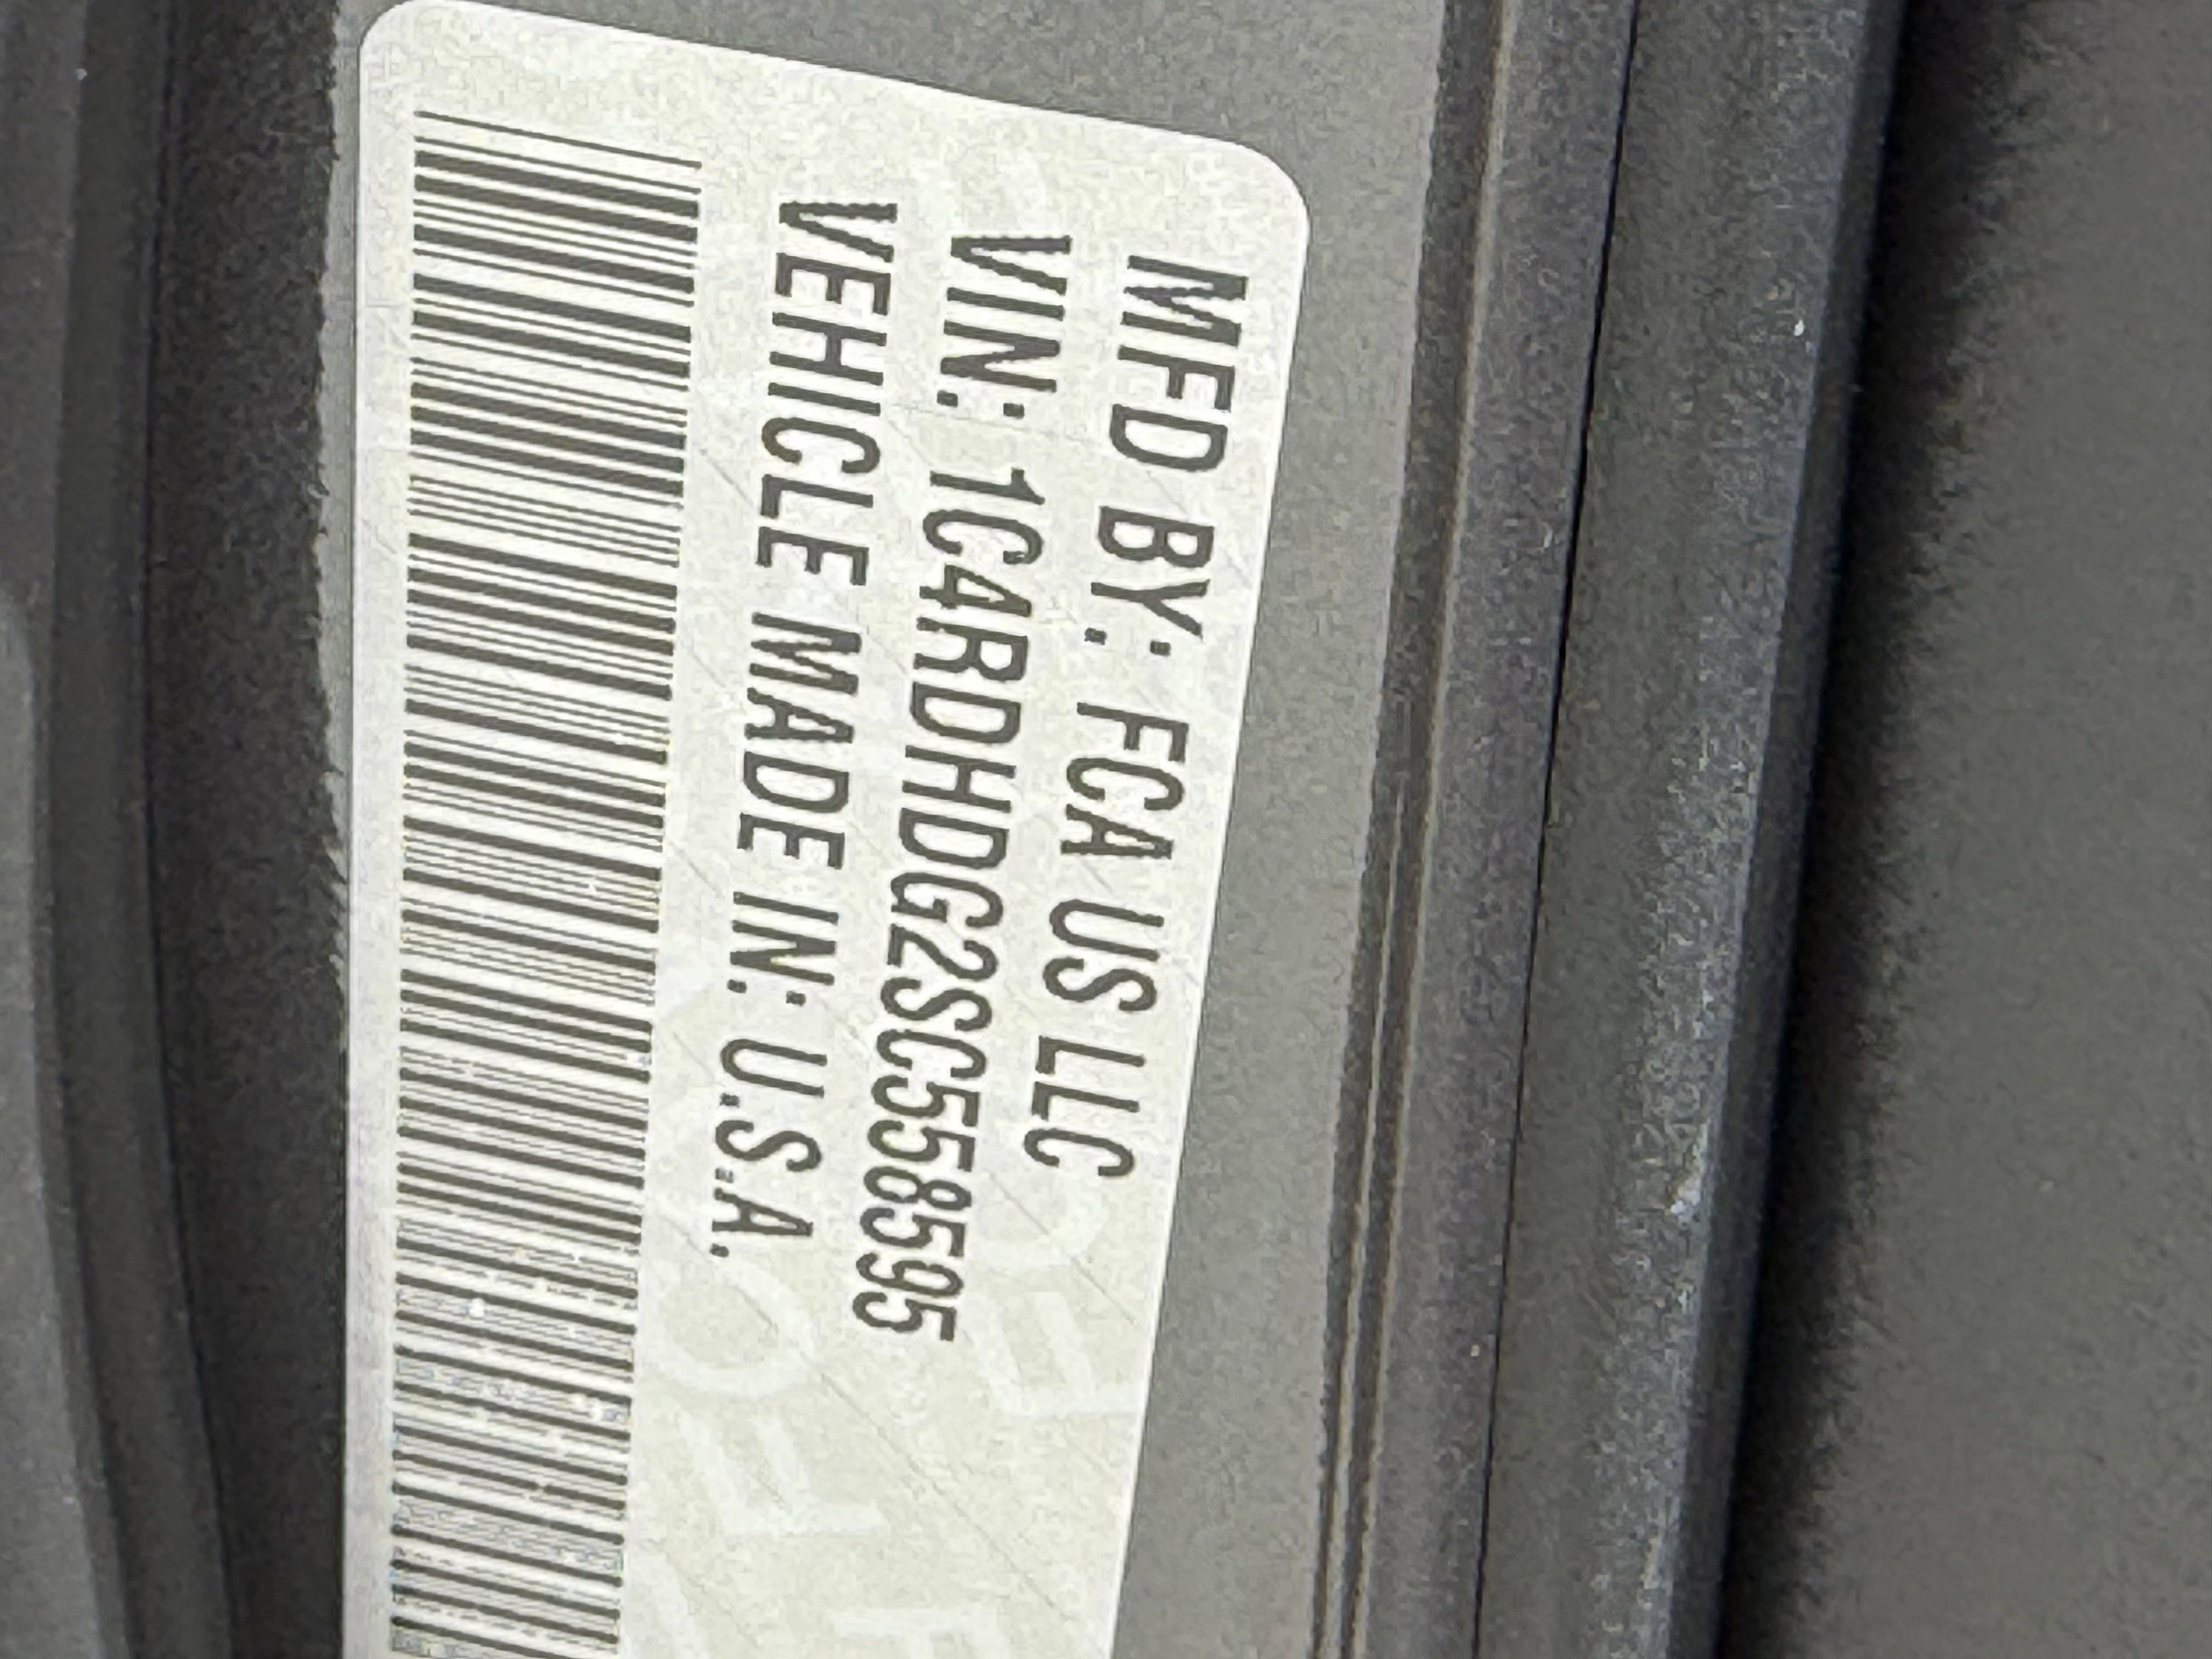 MFD BY: FCA US LLC
VIN: 1C4RDHDG2SC558595
VEHICLE MADE IN: U.S.A.